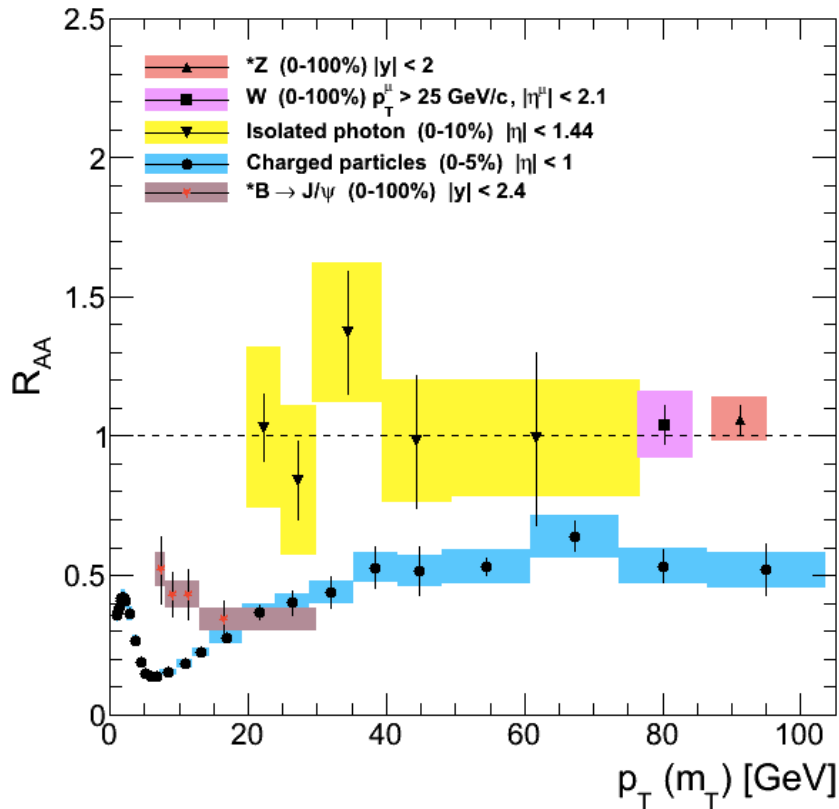 2.5
2
1.5
1
0.5
0
R_AA
*Z (0-100%) |y| < 2
W (0-100%) p_T^μ > 25 GeV/c, |η^μ| < 2.1
Isolated photon (0-10%) |η| < 1.44
Charged particles (0-5%) |η| < 1
*B → J/ψ (0-100%) |y| < 2.4
0 20 40 60 80 100
p_T (m_T) [GeV]